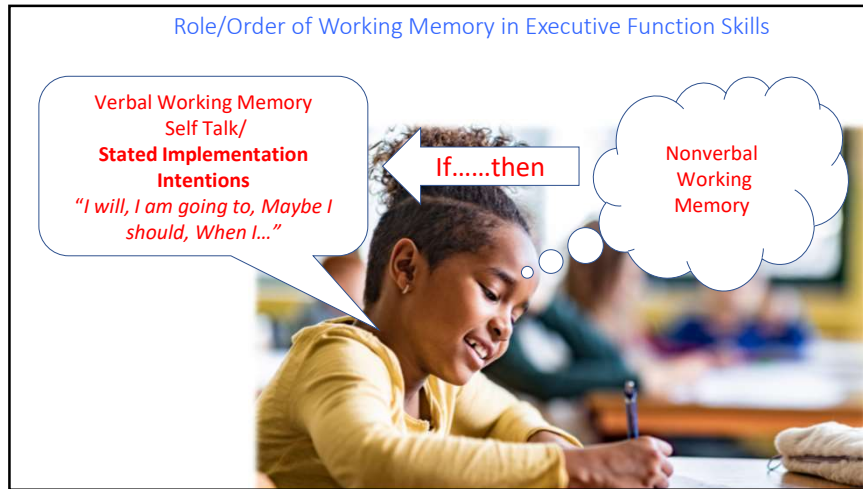 Role/Order of Working Memory in Executive Function Skills
Verbal Working Memory
Self Talk/
Stated Implementation
Intentions
“I will, I am going to, Maybe I
should, When I…”
If……then
Nonverbal
Working
Memory